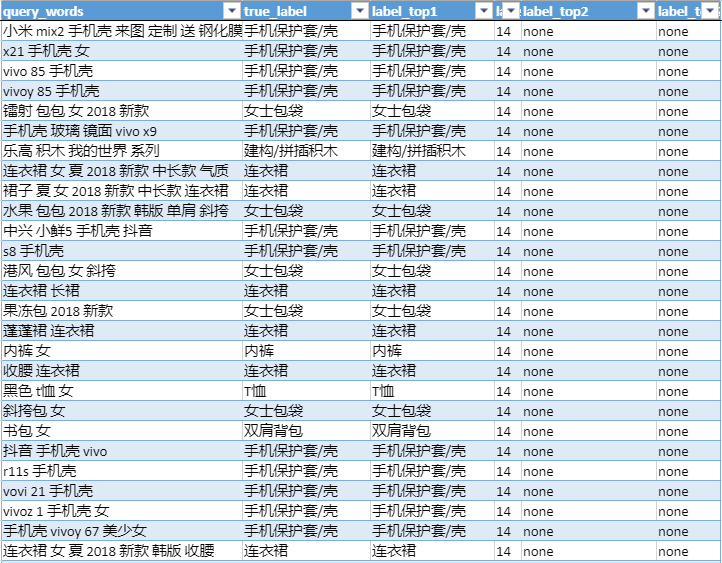 query_words true_label label_top1 la label_top2 label_t
小米 mix2 手机壳 来图 定制 送 钢化膜 手机保护套/壳 手机保护套/壳 14 none none
x21 手机壳 女 手机保护套/壳 手机保护套/壳 14 none none
vivo 85 手机壳 手机保护套/壳 手机保护套/壳 14 none none
vivoy 85 手机壳 手机保护套/壳 手机保护套/壳 14 none none
镭射 包包 女 2018 新款 女士包袋 女士包袋 14 none none
手机壳 玻璃 镜面 vivo x9 手机保护套/壳 手机保护套/壳 14 none none
乐高 积木 我的世界 系列 建构/拼插积木 建构/拼插积木 14 none none
连衣裙 女 夏 2018 新款 中长款 气质 连衣裙 连衣裙 14 none none
裙子 夏 女 2018 新款 中长款 连衣裙 连衣裙 连衣裙 14 none none
水果 包包 2018 新款 韩版 单肩 斜挎 女士包袋 女士包袋 14 none none
中兴 小鲜5 手机壳 抖音 手机保护套/壳 手机保护套/壳 14 none none
s8 手机壳 手机保护套/壳 手机保护套/壳 14 none none
港风 包包 女 斜挎 女士包袋 女士包袋 14 none none
连衣裙 长裙 连衣裙 连衣裙 14 none none
果冻包 2018 新款 女士包袋 女士包袋 14 none none
蓬蓬裙 连衣裙 连衣裙 连衣裙 14 none none
内裤 女 内裤 内裤 14 none none
收腰 连衣裙 连衣裙 连衣裙 14 none none
黑色 t恤 女 T恤 T恤 14 none none
斜挎包 女 女士包袋 女士包袋 14 none none
书包 女 双肩背包 双肩背包 14 none none
抖音 手机壳 vivo 手机保护套/壳 手机保护套/壳 14 none none
r11s 手机壳 手机保护套/壳 手机保护套/壳 14 none none
vovi 21 手机壳 手机保护套/壳 手机保护套/壳 14 none none
vivoz 1 手机壳 女 手机保护套/壳 手机保护套/壳 14 none none
手机壳 vivoy 67 美少女 手机保护套/壳 手机保护套/壳 14 none none
连衣裙 女 夏 2018 新款 韩版 收腰 连衣裙 连衣裙 14 none none